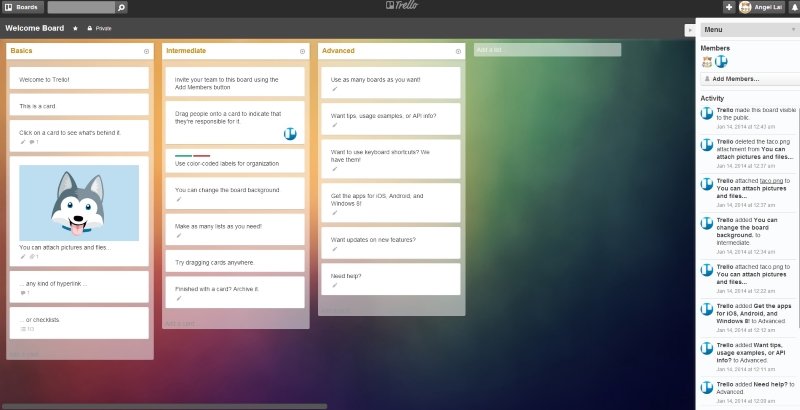 Boards
Trello
Angel Lai
Welcome Board
Private
Basics
Welcome to Trello!
This is a card.
Click on a card to see what's behind it.
1
You can attach pictures and files...
1
... any kind of hyperlink ...
1
... or checklists.
Add a card...
Intermediate
Invite your team to this board using the
Add Members button
Drag people onto a card to indicate that
they're responsible for it.
Use color-coded labels for organization
You can change the board background.
Make as many lists as you need!
Try dragging cards anywhere.
Finished with a card? Archive it.
Add a card...
Advanced
Use as many boards as you want!
Want tips, usage examples, or API info?
Want to use keyboard shortcuts? We
have them!
Get the apps for iOS, Android, and
Windows 8!
Want updates on new features?
Need help?
Add a card...
Add a list...
Menu
Members
Add Members...
Activity
Trello made this board visible
to the public.
Jan 14, 2014 at 12:43 am
Trello deleted the taco.png
attachment from You can
attach pictures and files...
Jan 14, 2014 at 12:37 am
Trello attached taco.png to
You can attach pictures
and files...
Jan 14, 2014 at 12:37 am
Trello added You can
change the board
background. to
Intermediate.
Jan 14, 2014 at 12:34 am
Trello attached taco.png to
You can attach pictures
and files...
Jan 14, 2014 at 12:22 am
Trello added Get the apps
for iOS, Android, and
Windows 8! to Advanced.
Jan 14, 2014 at 12:12 am
Trello added Want tips,
usage examples, or API
info? to Advanced.
Jan 14, 2014 at 12:11 am
Trello added Need help? to
Advanced.
Jan 14, 2014 at 12:09 am